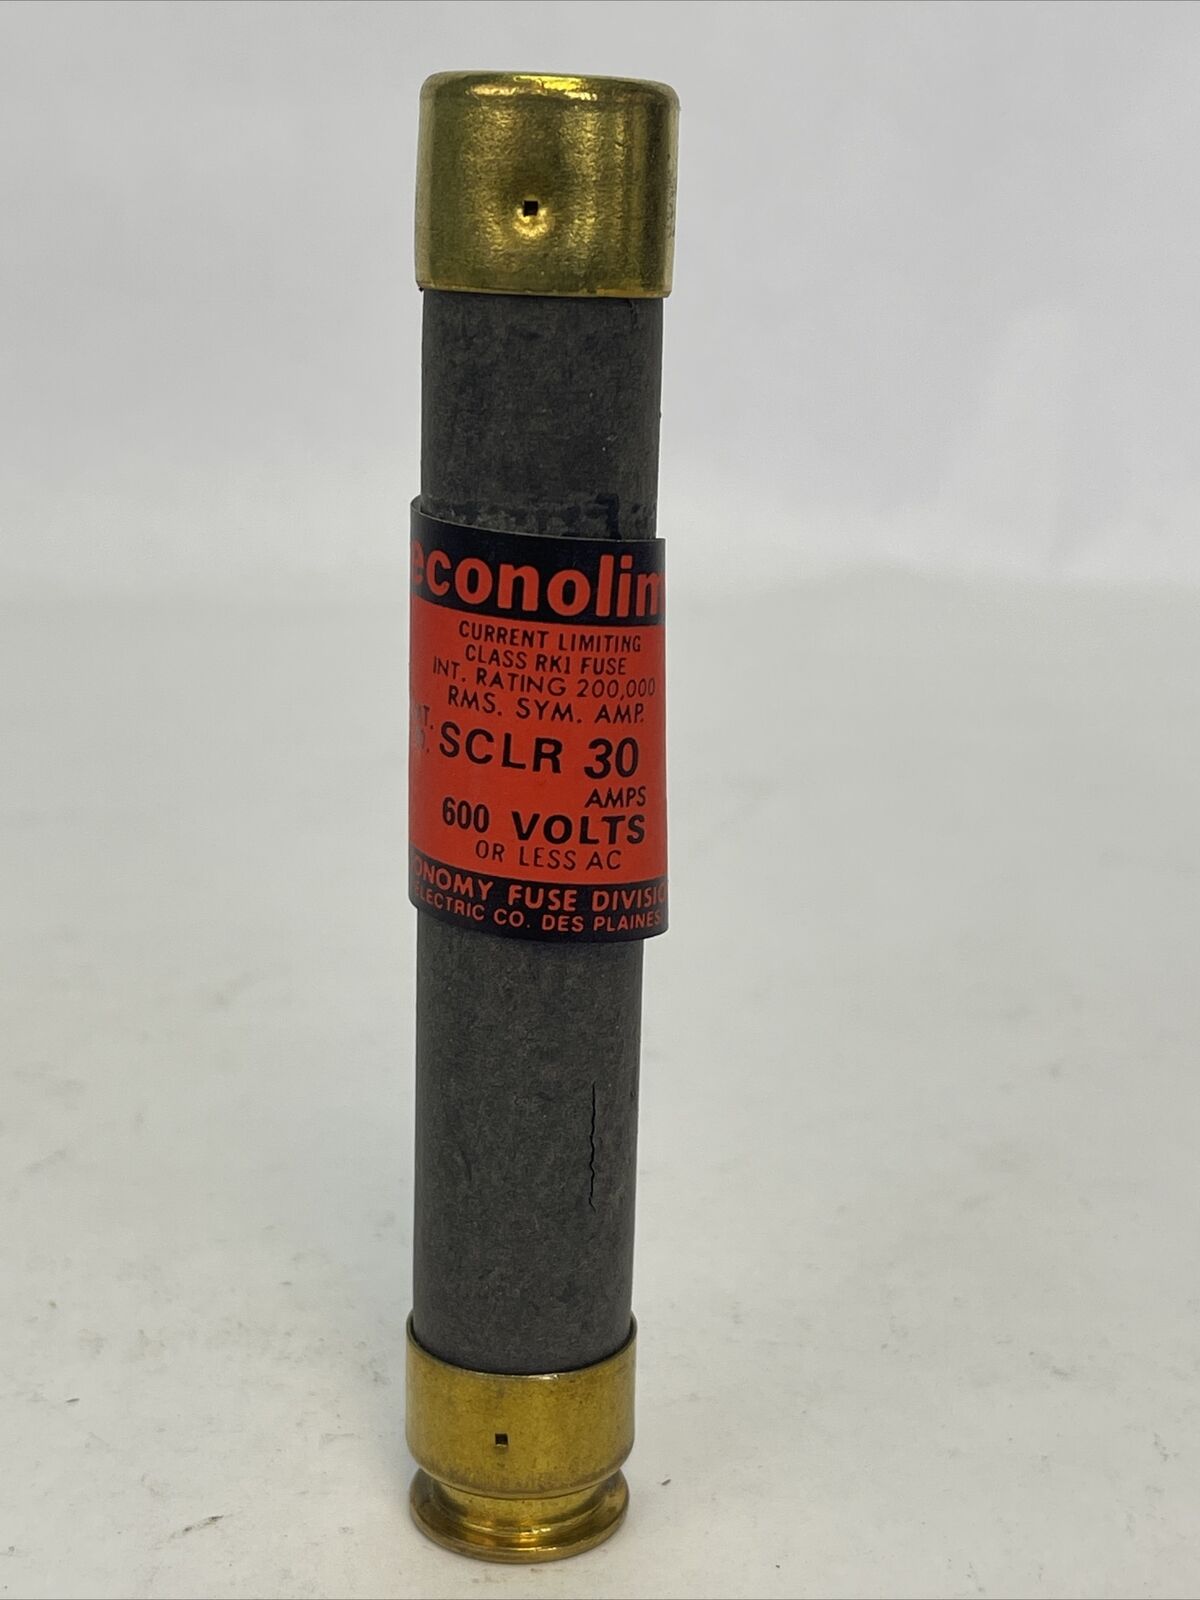 econolim
CURRENT LIMITING
CLASS RK1 FUSE
INT. RATING 200,000
RMS. SYM. AMP.
SCLR 30
AMPS
600 VOLTS
OR LESS AC
ONOMY FUSE DIVISIO
ELECTRIC CO. DES PLAINES